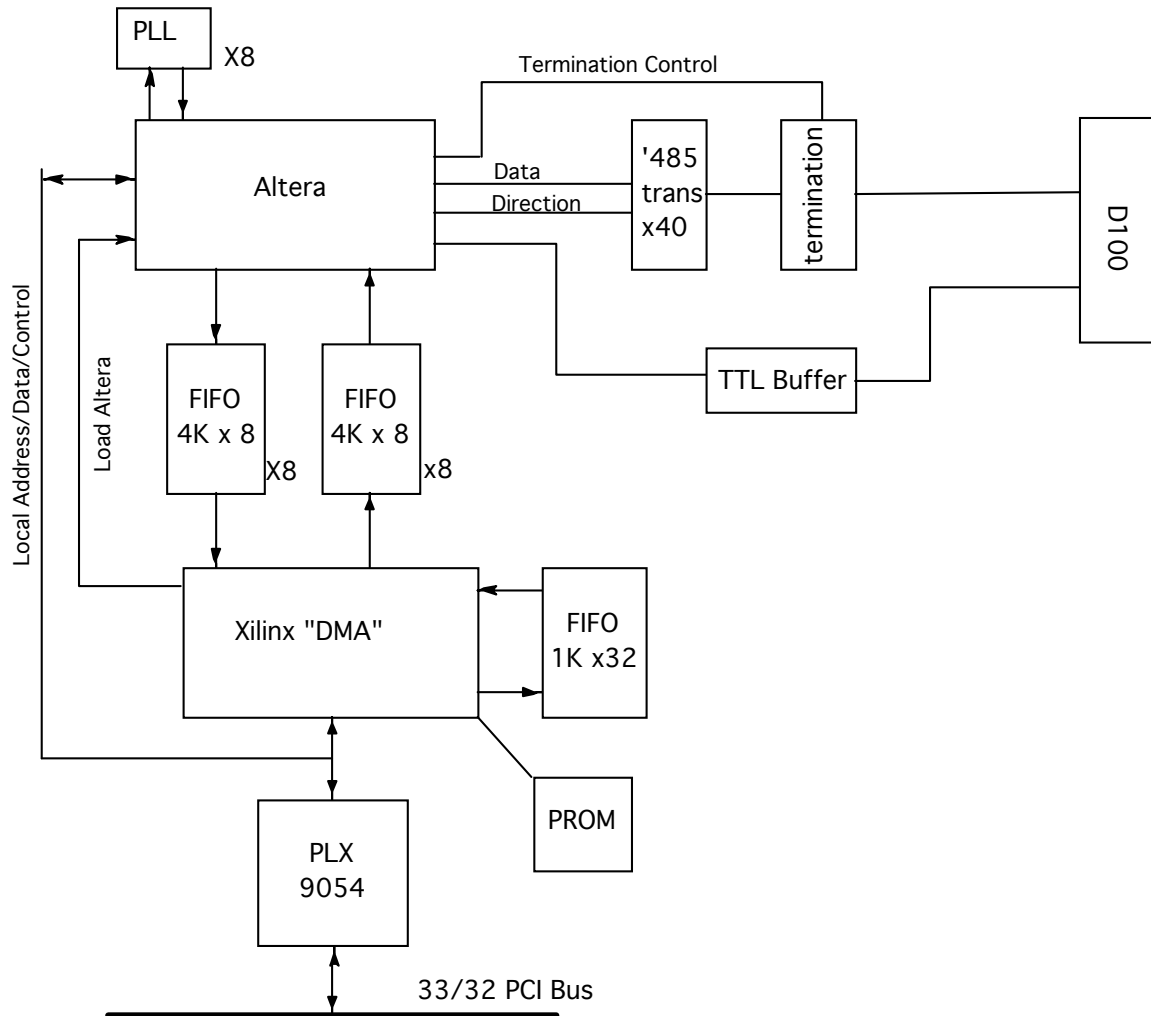 PLL
X8
Termination Control
Altera
Data
Direction
'485
trans
x40
termination
D100
Local Address/Data/Control
Load Altera
FIFO
4K x 8
X8
FIFO
4K x 8
x8
TTL Buffer
Xilinx "DMA"
FIFO
1K x32
PROM
PLX
9054
33/32 PCI Bus